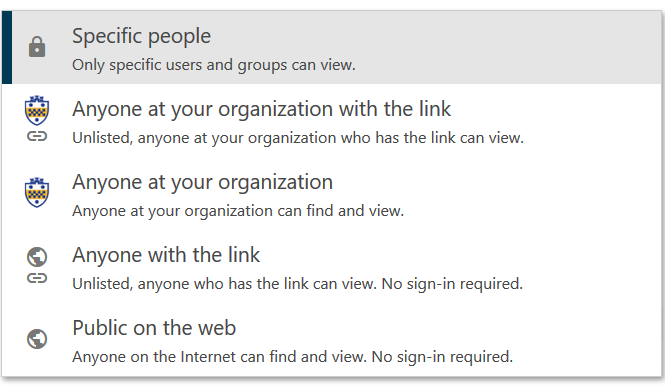 Specific people
Only specific users and groups can view.
Anyone at your organization with the link
Unlisted, anyone at your organization who has the link can view.
Anyone at your organization
Anyone at your organization can find and view.
Anyone with the link
Unlisted, anyone who has the link can view. No sign-in required.
Public on the web
Anyone on the Internet can find and view. No sign-in required.